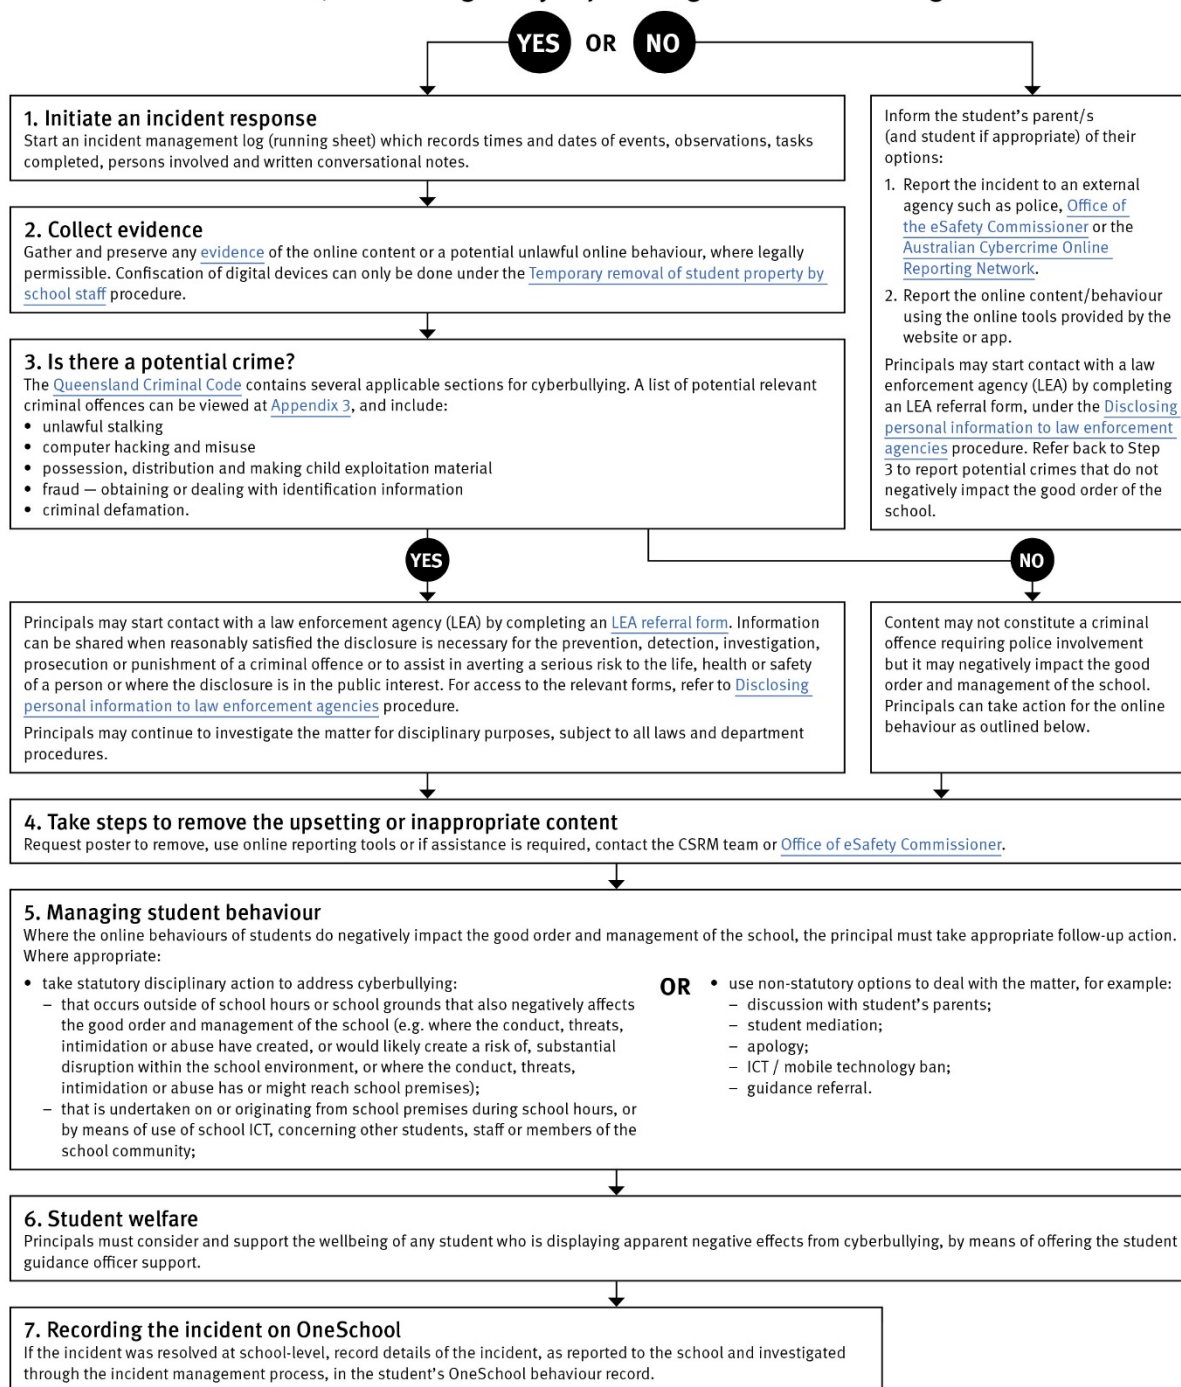 YES OR NO
1. Initiate an incident response
Start an incident management log (running sheet) which records times and dates of events, observations, tasks
completed, persons involved and written conversational notes.
2. Collect evidence
Gather and preserve any evidence of the online content or a potential unlawful online behaviour, where legally
permissible. Confiscation of digital devices can only be done under the Temporary removal of student property by
school staff procedure.
3. Is there a potential crime?
The Queensland Criminal Code contains several applicable sections for cyberbullying. A list of potential relevant
criminal offences can be viewed at Appendix 3, and include:
• unlawful stalking
• computer hacking and misuse
• possession, distribution and making child exploitation material
• fraud — obtaining or dealing with identification information
• criminal defamation.
Inform the student's parent/s
(and student if appropriate) of their
options:
1. Report the incident to an external
agency such as police, Office of
the eSafety Commissioner or the
Australian Cybercrime Online
Reporting Network.
2. Report the online content/behaviour
using the online tools provided by the
website or app.
Principals may start contact with a law
enforcement agency (LEA) by completing
an LEA referral form, under the Disclosing
personal information to law enforcement
agencies procedure. Refer back to Step
3 to report potential crimes that do not
negatively impact the good order of the
school.
YES
NO
Principals may start contact with a law enforcement agency (LEA) by completing an LEA referral form. Information
can be shared when reasonably satisfied the disclosure is necessary for the prevention, detection, investigation,
prosecution or punishment of a criminal offence or to assist in averting a serious risk to the life, health or safety
of a person or where the disclosure is in the public interest. For access to the relevant forms, refer to Disclosing
personal information to law enforcement agencies procedure.
Principals may continue to investigate the matter for disciplinary purposes, subject to all laws and department
procedures.
Content may not constitute a criminal
offence requiring police involvement
but it may negatively impact the good
order and management of the school.
Principals can take action for the online
behaviour as outlined below.
4. Take steps to remove the upsetting or inappropriate content
Request poster to remove, use online reporting tools or if assistance is required, contact the CSRM team or Office of eSafety Commissioner.
5. Managing student behaviour
Where the online behaviours of students do negatively impact the good order and management of the school, the principal must take appropriate follow-up action.
Where appropriate:
• take statutory disciplinary action to address cyberbullying:
– that occurs outside of school hours or school grounds that also negatively affects
the good order and management of the school (e.g. where the conduct, threats,
intimidation or abuse have created, or would likely create a risk of, substantial
disruption within the school environment, or where the conduct, threats,
intimidation or abuse has or might reach school premises);
– that is undertaken on or originating from school premises during school hours, or
by means of use of school ICT, concerning other students, staff or members of the
school community;
OR
• use non-statutory options to deal with the matter, for example:
– discussion with student's parents;
– student mediation;
– apology;
– ICT / mobile technology ban;
– guidance referral.
6. Student welfare
Principals must consider and support the wellbeing of any student who is displaying apparent negative effects from cyberbullying, by means of offering the student
guidance officer support.
7. Recording the incident on OneSchool
If the incident was resolved at school-level, record details of the incident, as reported to the school and investigated
through the incident management process, in the student's OneSchool behaviour record.